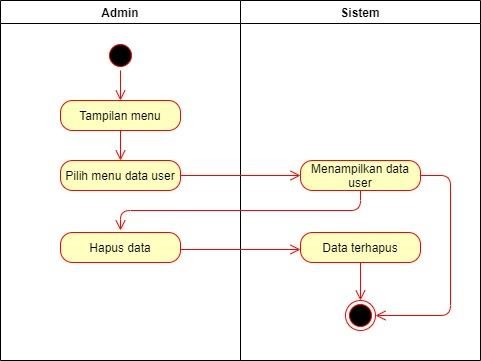 Admin
Sistem
Tampilan menu
Pilih menu data user
Menampilkan data
user
Hapus data
Data terhapus